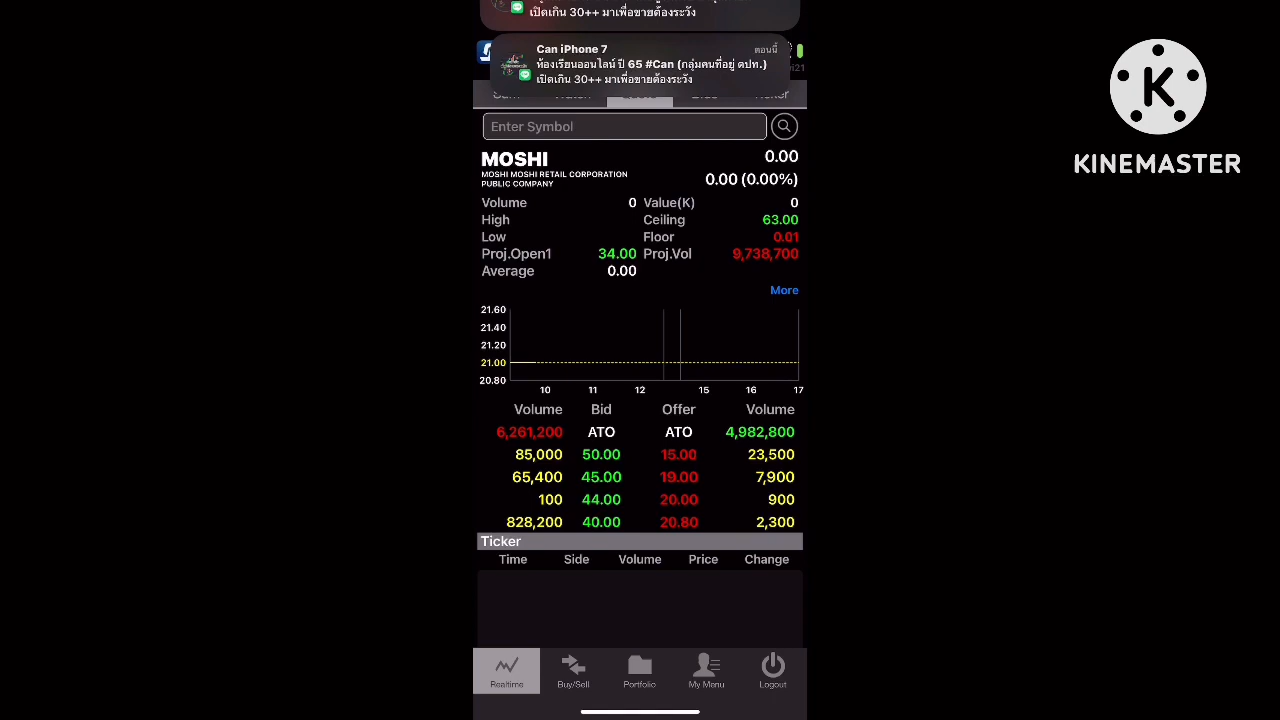 เปิดเกิน 30++ มาเพื่อขายต้องระวัง
Can iPhone 7 ตอนนี้
ห้องเรียนออนไลน์ ปี 65 #Can (กลุ่มคนที่อยู่ คปท.)
เปิดเกิน 30++ มาเพื่อขายต้องระวัง
Enter Symbol
MOSHI 0.00
MOSHI MOSHI RETAIL CORPORATION
PUBLIC COMPANY
0.00 (0.00%)
Volume 0 Value(K) 0
High Ceiling 63.00
Low Floor 0.01
Proj.Open1 34.00 Proj.Vol 9,738,700
Average 0.00
More
21.60
21.40
21.20
21.00
20.80
10 11 12 15 16 17
Volume Bid Offer Volume
6,261,200 ATO ATO 4,982,800
85,000 50.00 15.00 23,500
65,400 45.00 19.00 7,900
100 44.00 20.00 900
828,200 40.00 20.80 2,300
Ticker
Time Side Volume Price Change
Realtime Buy/Sell Portfolio My Menu Logout
K
KINEMASTER